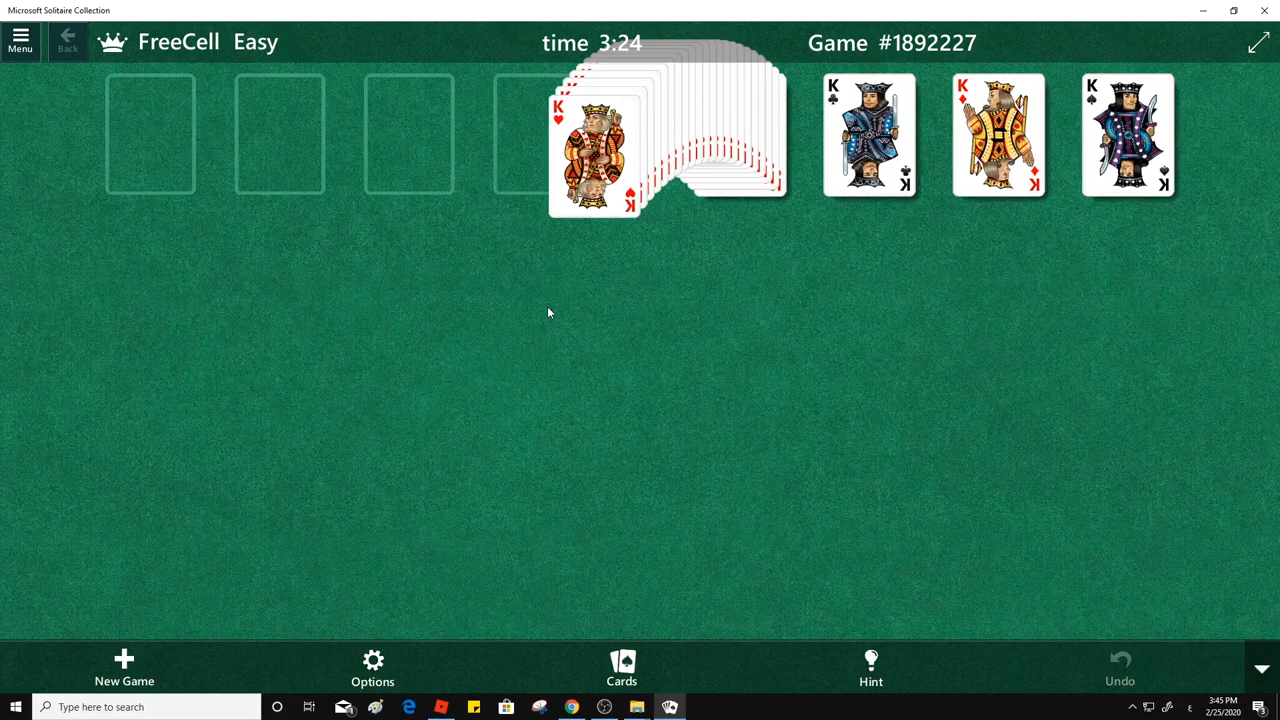 Microsoft Solitaire Collection
Menu
Back
FreeCell Easy
time 3:24
Game #1892227
K
K
K
K
K
K
K
K
New Game
Options
Cards
Hint
Undo
Type here to search
3:45 PM
2/25/2020